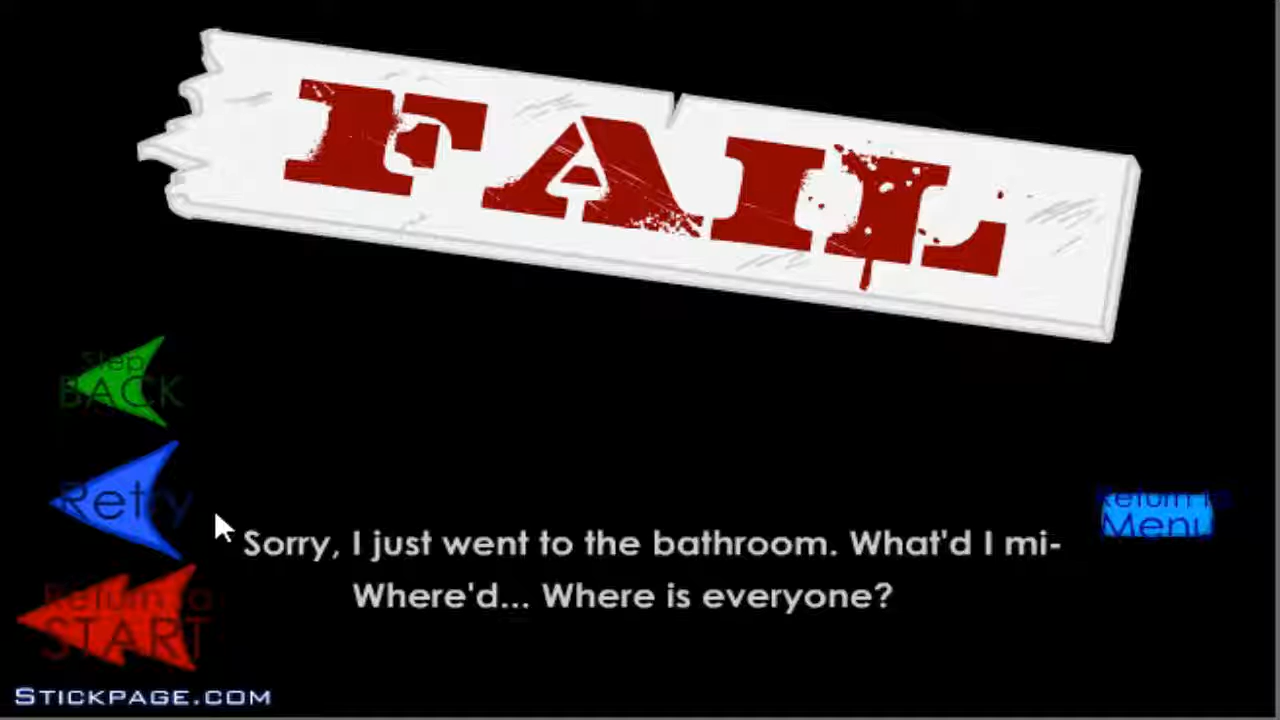 FAIL
Step
BACK
Retry
Return to
START
Sorry, I just went to the bathroom. What'd I mi-
Where'd... Where is everyone?
Return to
Menu
STICKPAGE.COM